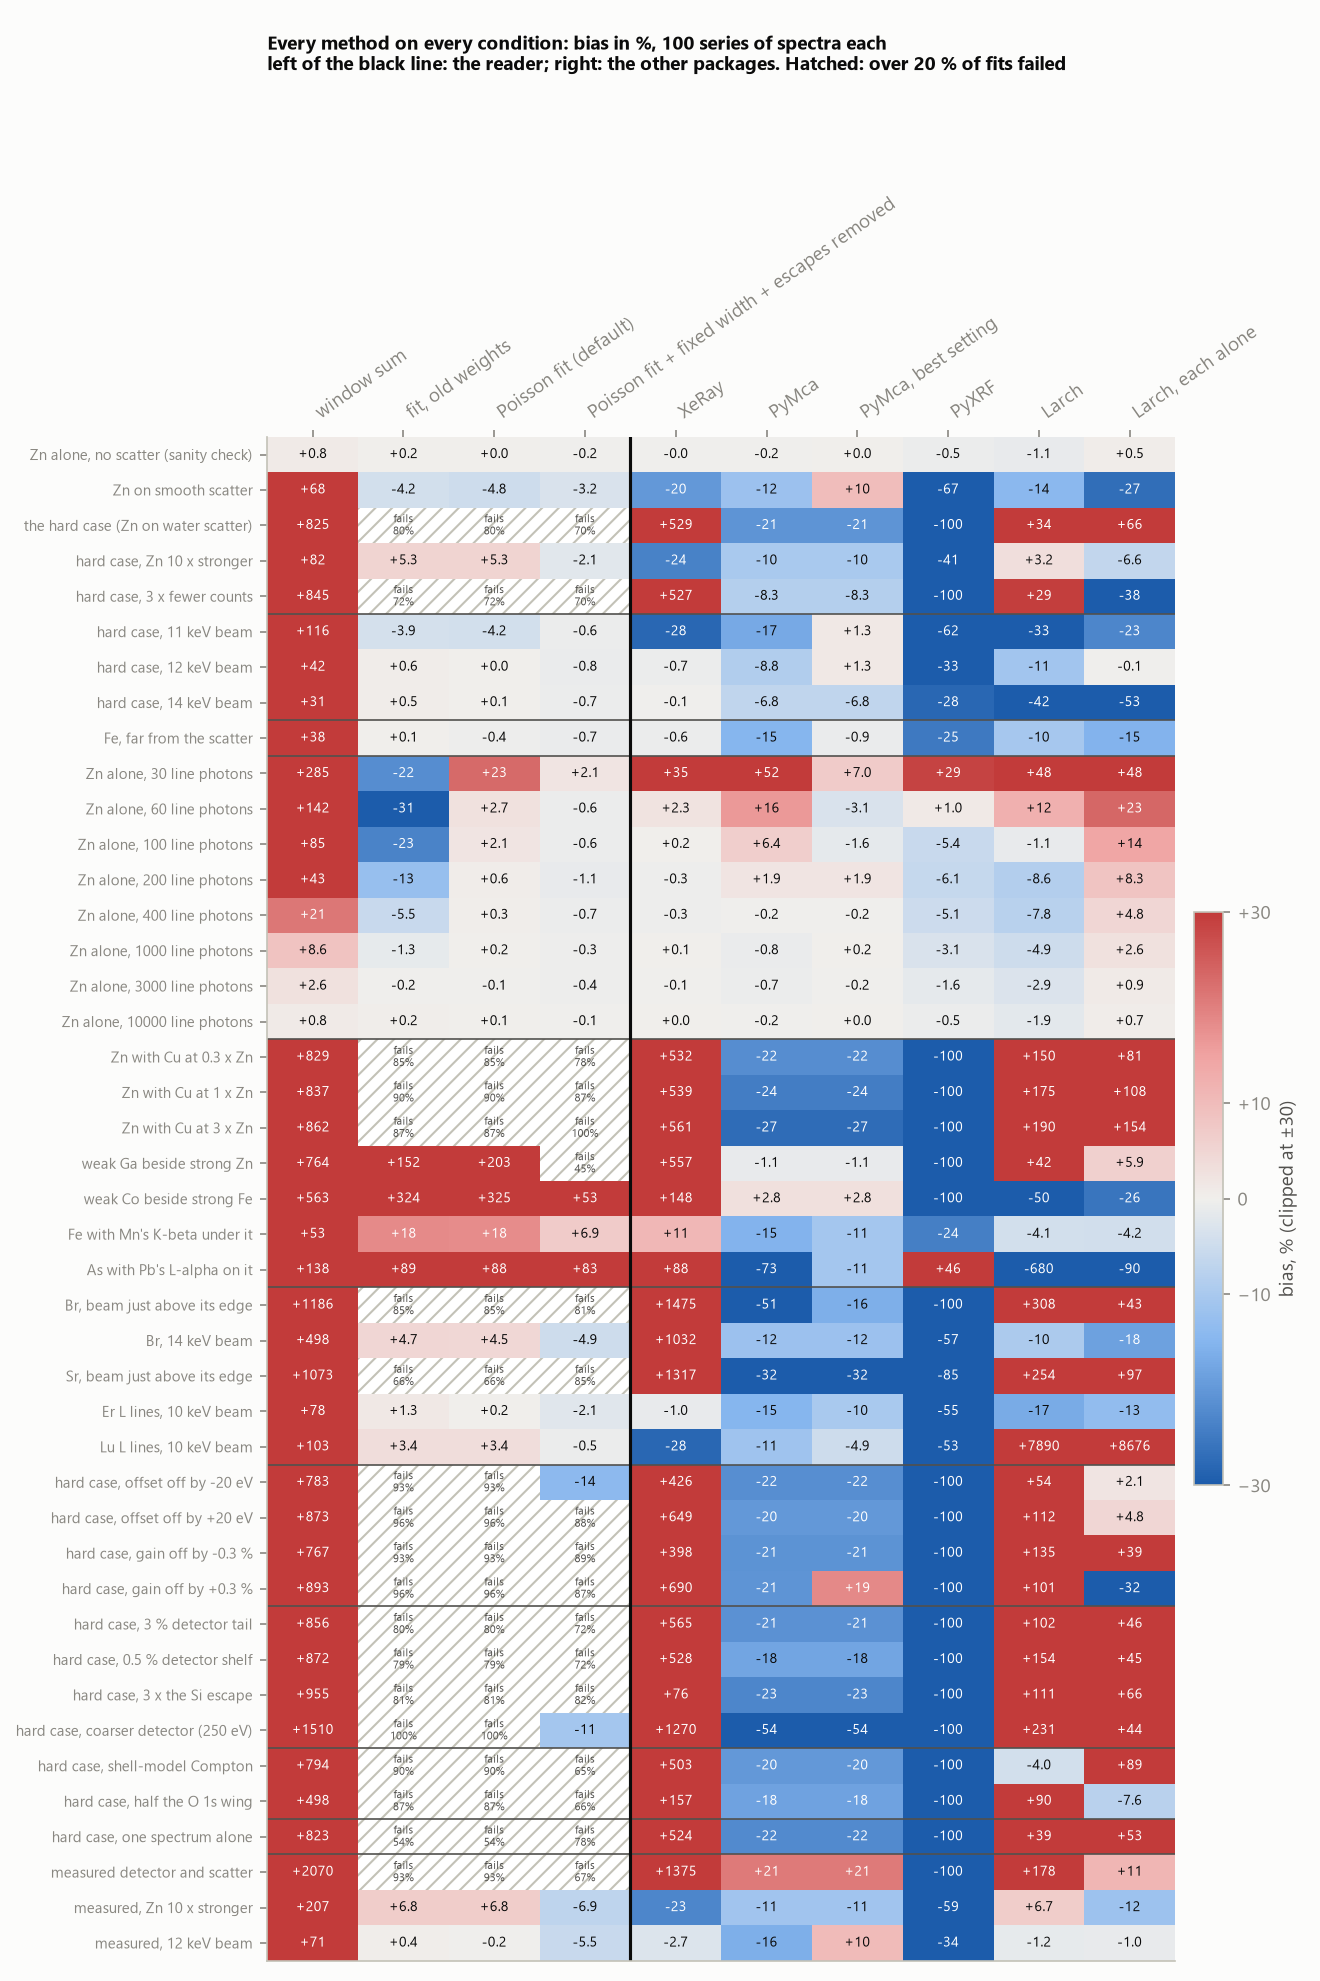 Every method on every condition: bias in %, 100 series of spectra each
left of the black line: the reader; right: the other packages. Hatched: over 20 % of fits failed
window sum
fit, old weights
Poisson fit (default)
Poisson fit + fixed width + escapes removed
XeRay
PyMca
PyMca, best setting
PyXRF
Larch
Larch, each alone
Zn alone, no scatter (sanity check) +0.8 +0.2 +0.0 -0.2 -0.0 -0.2 +0.0 -0.5 -1.1 +0.5
Zn on smooth scatter +68 -4.2 -4.8 -3.2 -20 -12 +10 -67 -14 -27
the hard case (Zn on water scatter) +825 fails 80% fails 80% fails 70% +529 -21 -21 -100 +34 +66
hard case, Zn 10 x stronger +82 +5.3 +5.3 -2.1 -24 -10 -10 -41 +3.2 -6.6
hard case, 3 x fewer counts +845 fails 72% fails 72% fails 70% +527 -8.3 -8.3 -100 +29 -38
hard case, 11 keV beam +116 -3.9 -4.2 -0.6 -28 -17 +1.3 -62 -33 -23
hard case, 12 keV beam +42 +0.6 +0.0 -0.8 -0.7 -8.8 +1.3 -33 -11 -0.1
hard case, 14 keV beam +31 +0.5 +0.1 -0.7 -0.1 -6.8 -6.8 -28 -42 -53
Fe, far from the scatter +38 +0.1 -0.4 -0.7 -0.6 -15 -0.9 -25 -10 -15
Zn alone, 30 line photons +285 -22 +23 +2.1 +35 +52 +7.0 +29 +48 +48
Zn alone, 60 line photons +142 -31 +2.7 -0.6 +2.3 +16 -3.1 +1.0 +12 +23
Zn alone, 100 line photons +85 -23 +2.1 -0.6 +0.2 +6.4 -1.6 -5.4 -1.1 +14
Zn alone, 200 line photons +43 -13 +0.6 -1.1 -0.3 +1.9 +1.9 -6.1 -8.6 +8.3
Zn alone, 400 line photons +21 -5.5 +0.3 -0.7 -0.3 -0.2 -0.2 -5.1 -7.8 +4.8
Zn alone, 1000 line photons +8.6 -1.3 +0.2 -0.3 +0.1 -0.8 +0.2 -3.1 -4.9 +2.6
Zn alone, 3000 line photons +2.6 -0.2 -0.1 -0.4 -0.1 -0.7 -0.2 -1.6 -2.9 +0.9
Zn alone, 10000 line photons +0.8 +0.2 +0.1 -0.1 +0.0 -0.2 +0.0 -0.5 -1.9 +0.7
Zn with Cu at 0.3 x Zn +829 fails 85% fails 85% fails 78% +532 -22 -22 -100 +150 +81
Zn with Cu at 1 x Zn +837 fails 90% fails 90% fails 87% +539 -24 -24 -100 +175 +108
Zn with Cu at 3 x Zn +862 fails 87% fails 87% fails 100% +561 -27 -27 -100 +190 +154
weak Ga beside strong Zn +764 +152 +203 fails 45% +557 -1.1 -1.1 -100 +42 +5.9
weak Co beside strong Fe +563 +324 +325 +53 +148 +2.8 +2.8 -100 -50 -26
Fe with Mn's K-beta under it +53 +18 +18 +6.9 +11 -15 -11 -24 -4.1 -4.2
As with Pb's L-alpha on it +138 +89 +88 +83 +88 -73 -11 +46 -680 -90
Br, beam just above its edge +1186 fails 85% fails 85% fails 81% +1475 -51 -16 -100 +308 +43
Br, 14 keV beam +498 +4.7 +4.5 -4.9 +1032 -12 -12 -57 -10 -18
Sr, beam just above its edge +1073 fails 66% fails 66% fails 85% +1317 -32 -32 -85 +254 +97
Er L lines, 10 keV beam +78 +1.3 +0.2 -2.1 -1.0 -15 -10 -55 -17 -13
Lu L lines, 10 keV beam +103 +3.4 +3.4 -0.5 -28 -11 -4.9 -53 +7890 +8676
hard case, offset off by -20 eV +783 fails 93% fails 93% -14 +426 -22 -22 -100 +54 +2.1
hard case, offset off by +20 eV +873 fails 96% fails 96% fails 88% +649 -20 -20 -100 +112 +4.8
hard case, gain off by -0.3 % +767 fails 93% fails 93% fails 89% +398 -21 -21 -100 +135 +39
hard case, gain off by +0.3 % +893 fails 96% fails 96% fails 87% +690 -21 +19 -100 +101 -32
hard case, 3 % detector tail +856 fails 80% fails 80% fails 72% +565 -21 -21 -100 +102 +46
hard case, 0.5 % detector shelf +872 fails 79% fails 79% fails 72% +528 -18 -18 -100 +154 +45
hard case, 3 x the Si escape +955 fails 81% fails 81% fails 82% +76 -23 -23 -100 +111 +66
hard case, coarser detector (250 eV) +1510 fails 100% fails 100% -11 +1270 -54 -54 -100 +231 +44
hard case, shell-model Compton +794 fails 90% fails 90% fails 65% +503 -20 -20 -100 -4.0 +89
hard case, half the O 1s wing +498 fails 87% fails 87% fails 66% +157 -18 -18 -100 +90 -7.6
hard case, one spectrum alone +823 fails 54% fails 54% fails 78% +524 -22 -22 -100 +39 +53
measured detector and scatter +2070 fails 93% fails 93% fails 67% +1375 +21 +21 -100 +178 +11
measured, Zn 10 x stronger +207 +6.8 +6.8 -6.9 -23 -11 -11 -59 +6.7 -12
measured, 12 keV beam +71 +0.4 -0.2 -5.5 -2.7 -16 +10 -34 -1.2 -1.0
+30
+10
0
−10
−30
bias, % (clipped at ±30)